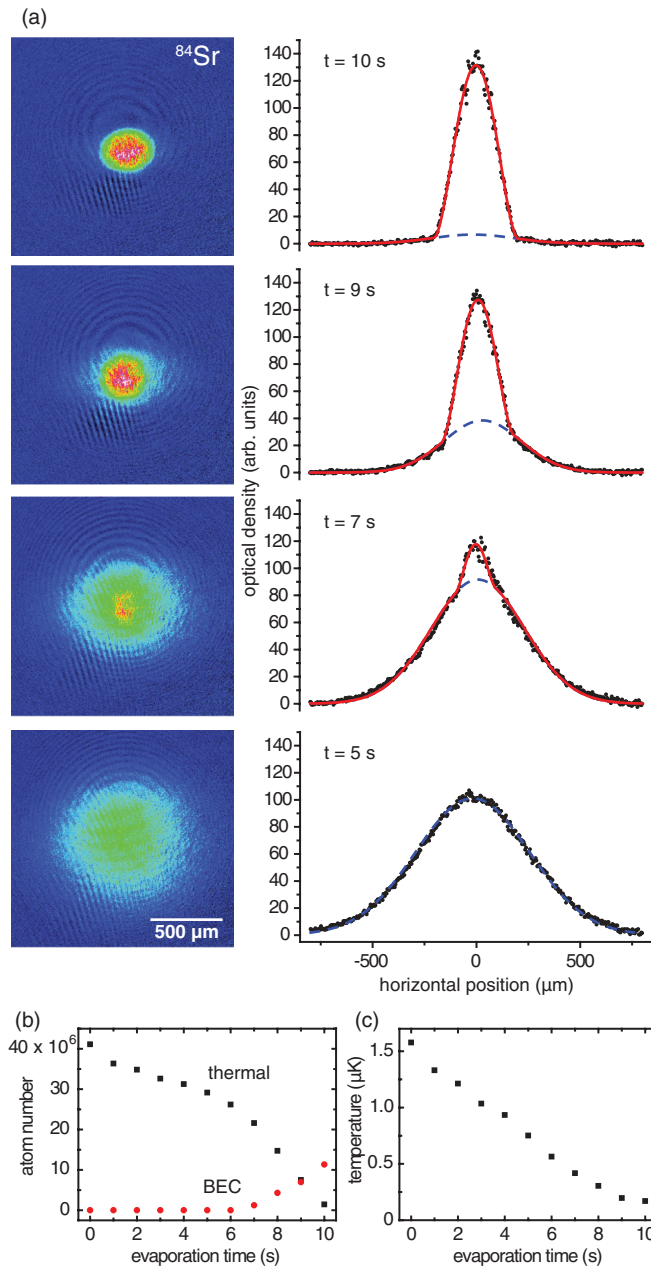 (a)
⁸⁴Sr
t = 10 s
140
120
100
80
60
40
20
0
t = 9 s
140
120
100
80
60
40
20
0
optical density (arb. units)
t = 7 s
140
120
100
80
60
40
20
0
500 µm
t = 5 s
140
120
100
80
60
40
20
0
-500 0 500
horizontal position (µm)
(b)
40 x 10⁶
30
20
10
0
atom number
thermal
BEC
0 2 4 6 8 10
evaporation time (s)
(c)
1.5
1.0
0.5
0
temperature (µK)
0 2 4 6 8 10
evaporation time (s)